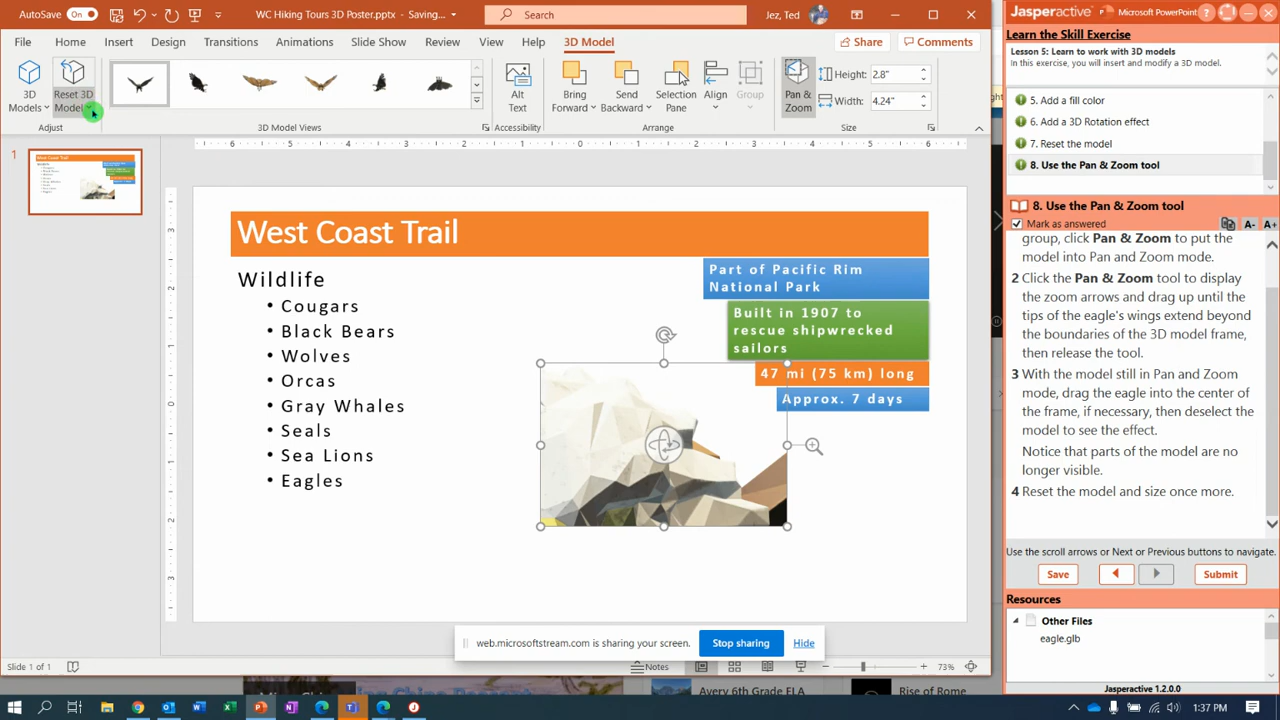 AutoSave On
WC Hiking Tours 3D Poster.pptx - Saving...
Search
Jez, Ted
File Home Insert Design Transitions Animations Slide Show Review View Help 3D Model
Share Comments
3D Models
Reset 3D Model
Alt Text
Bring Forward
Send Backward
Selection Pane
Align
Group
Pan & Zoom
Height: 2.8"
Width: 4.24"
Adjust 3D Model Views Accessibility Arrange Size
6 5 4 3 2 1 0 1 2 3 4 5 6
1
West Coast Trail
Wildlife
• Cougars
• Black Bears
• Wolves
• Orcas
• Gray Whales
• Seals
• Sea Lions
• Eagles
Part of Pacific Rim
National Park
Built in 1907 to
rescue shipwrecked
sailors
47 mi (75 km) long
Approx. 7 days
web.microsoftstream.com is sharing your screen. Stop sharing Hide
Slide 1 of 1
Notes
73%
Avery 6th Grade ELA
Rise of Rome
1:37 PM
Jasperactive Microsoft PowerPoint
Learn the Skill Exercise
Lesson 5: Learn to work with 3D models
In this exercise, you will insert and modify a 3D model.
5. Add a fill color
6. Add a 3D Rotation effect
7. Reset the model
8. Use the Pan & Zoom tool
8. Use the Pan & Zoom tool
Mark as answered A- A+
group, click Pan & Zoom to put the
model into Pan and Zoom mode.
2 Click the Pan & Zoom tool to display
the zoom arrows and drag up until the
tips of the eagle's wings extend beyond
the boundaries of the 3D model frame,
then release the tool.
3 With the model still in Pan and Zoom
mode, drag the eagle into the center of
the frame, if necessary, then deselect the
model to see the effect.
Notice that parts of the model are no
longer visible.
4 Reset the model and size once more.
Use the scroll arrows or Next or Previous buttons to navigate.
Save Submit
Resources
Other Files
eagle.glb
Jasperactive 1.2.0.0